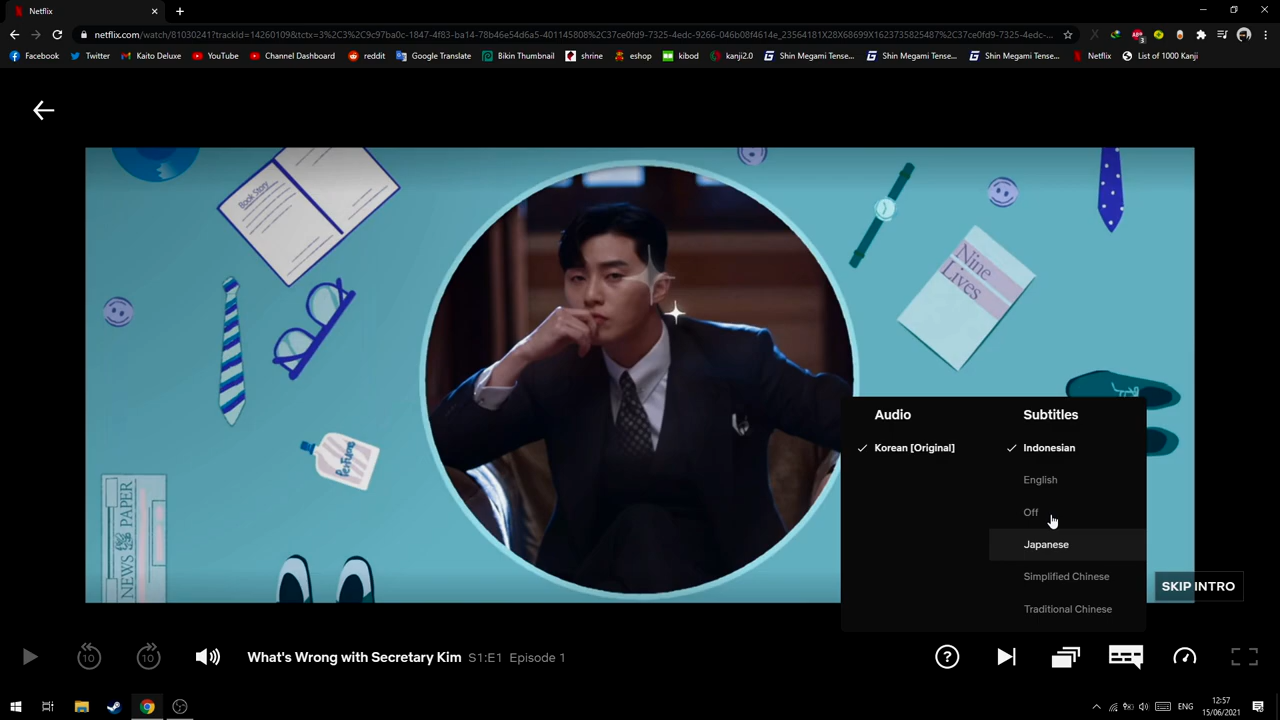 Netflix
netflix.com/watch/81030241?trackId=14260109&tctx=3%2C3%2C9c97ba0c-1847-4f83-ba14-78b46e54d6a5-401145808%2C37ce0fd9-7325-4edc-9266-046b08f4614e_23564181X28X68699X1623735825487%2C37ce0fd9-7325-4edc-...
Facebook Twitter Kaito Deluxe YouTube Channel Dashboard reddit Google Translate Bikin Thumbnail shrine eshop kibod kanji2.0 Shin Megami Tense... Shin Megami Tense... Shin Megami Tense... Netflix List of 1000 Kanji
Book Story
Nine
Lives
Perfume
NEWS PAPER
Audio
Korean [Original]
Subtitles
Indonesian
English
Off
Japanese
Simplified Chinese
Traditional Chinese
SKIP INTRO
10
10
What's Wrong with Secretary Kim S1:E1 Episode 1
?
ENG
12:57
15/06/2021